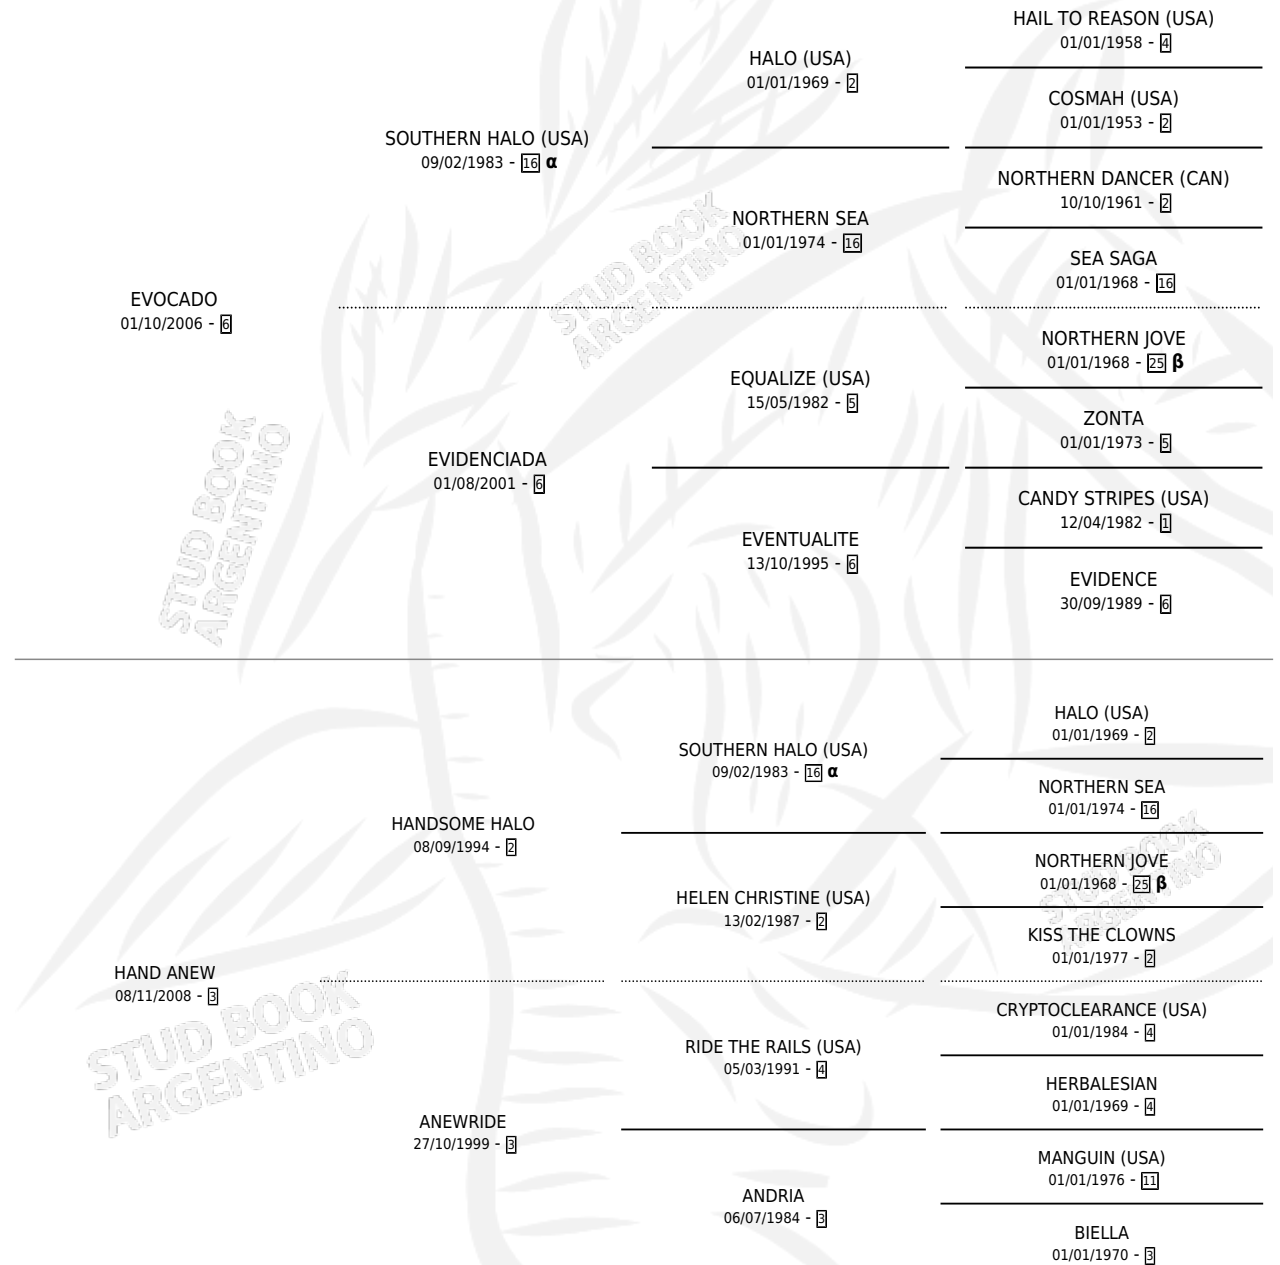 HAIL TO REASON (USA)
01/01/1958 - 4
HALO (USA)
01/01/1969 - 2
COSMAH (USA)
01/01/1953 - 2
SOUTHERN HALO (USA)
09/02/1983 - 16 α
NORTHERN DANCER (CAN)
10/10/1961 - 2
NORTHERN SEA
01/01/1974 - 16
SEA SAGA
01/01/1968 - 16
EVOCADO
01/10/2006 - 6
NORTHERN JOVE
01/01/1968 - 25 β
EQUALIZE (USA)
15/05/1982 - 5
ZONTA
01/01/1973 - 5
EVIDENCIADA
01/08/2001 - 6
CANDY STRIPES (USA)
12/04/1982 - 1
EVENTUALITE
13/10/1995 - 6
EVIDENCE
30/09/1989 - 6
STUD BOOK
ARGENTINO
STUD BOOK
ARGENTINO
HALO (USA)
01/01/1969 - 2
SOUTHERN HALO (USA)
09/02/1983 - 16 α
NORTHERN SEA
01/01/1974 - 16
HANDSOME HALO
08/09/1994 - 2
NORTHERN JOVE
01/01/1968 - 25 β
HELEN CHRISTINE (USA)
13/02/1987 - 2
KISS THE CLOWNS
01/01/1977 - 2
HAND ANEW
08/11/2008 - 3
CRYPTOCLEARANCE (USA)
01/01/1984 - 4
RIDE THE RAILS (USA)
05/03/1991 - 4
HERBALESIAN
01/01/1969 - 4
ANEWRIDE
27/10/1999 - 3
MANGUIN (USA)
01/01/1976 - 11
ANDRIA
06/07/1984 - 3
BIELLA
01/01/1970 - 3
STUD BOOK
ARGENTINO
STUD BOOK
ARGENTINO